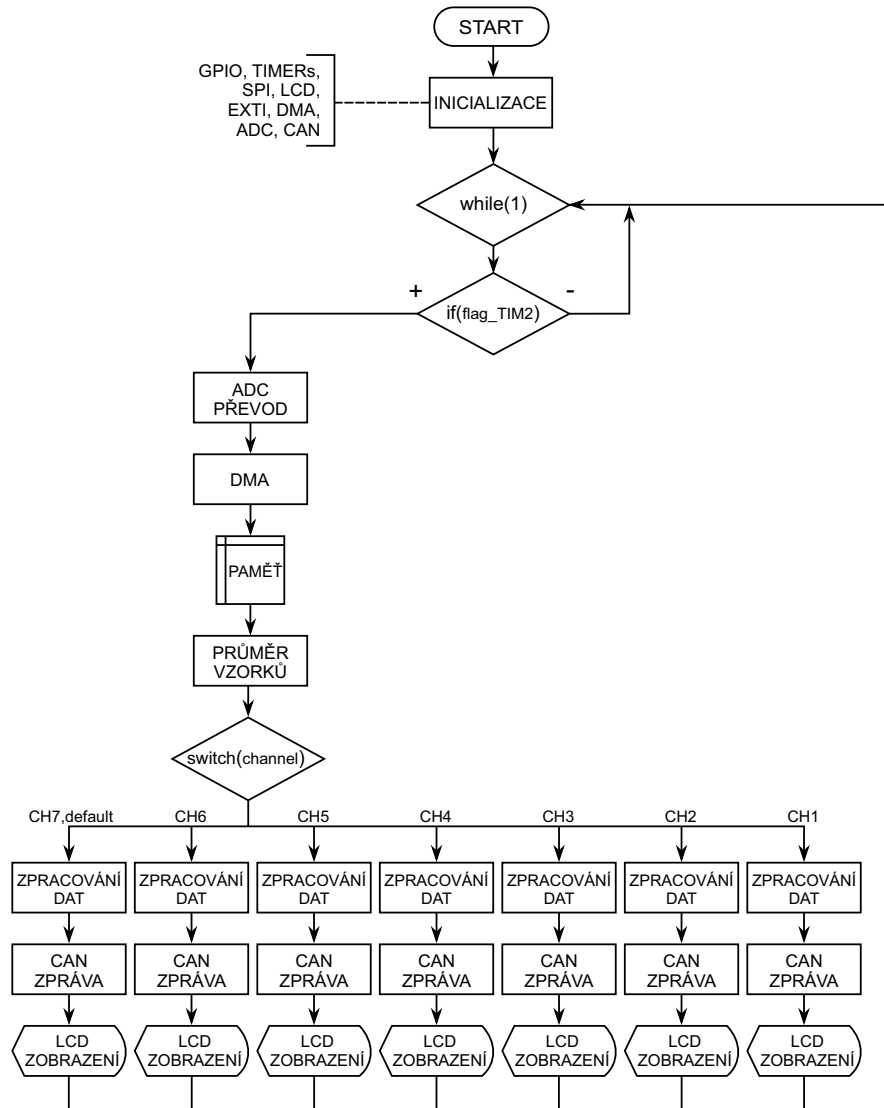 START
GPIO, TIMERs,
SPI, LCD,
EXTI, DMA,
ADC, CAN
INICIALIZACE
while(1)
+
-
if(flag_TIM2)
ADC
PŘEVOD
DMA
PAMĚŤ
PRŮMĚR
VZORKŮ
switch(channel)
CH7,default
CH6
CH5
CH4
CH3
CH2
CH1
ZPRACOVÁNÍ
DAT
ZPRACOVÁNÍ
DAT
ZPRACOVÁNÍ
DAT
ZPRACOVÁNÍ
DAT
ZPRACOVÁNÍ
DAT
ZPRACOVÁNÍ
DAT
ZPRACOVÁNÍ
DAT
CAN
ZPRÁVA
CAN
ZPRÁVA
CAN
ZPRÁVA
CAN
ZPRÁVA
CAN
ZPRÁVA
CAN
ZPRÁVA
CAN
ZPRÁVA
LCD
ZOBRAZENÍ
LCD
ZOBRAZENÍ
LCD
ZOBRAZENÍ
LCD
ZOBRAZENÍ
LCD
ZOBRAZENÍ
LCD
ZOBRAZENÍ
LCD
ZOBRAZENÍ